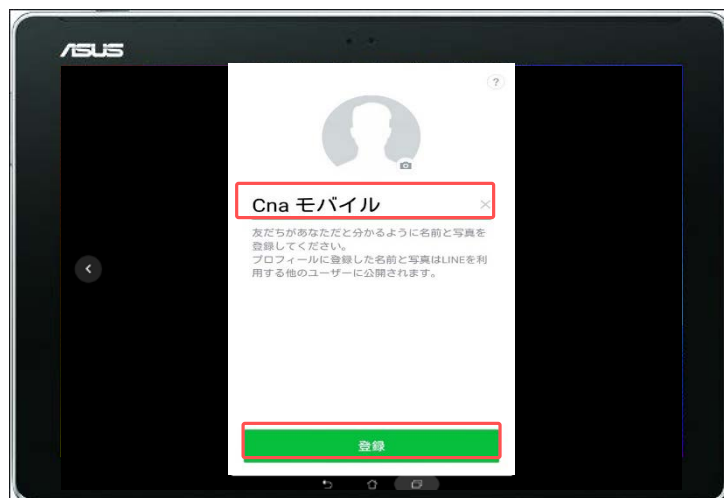 ASUS
?
Cna モバイル
友だちがあなただと分かるように名前と写真を
登録してください。
プロフィールに登録した名前と写真はLINEを利
用する他のユーザーに公開されます。
登録